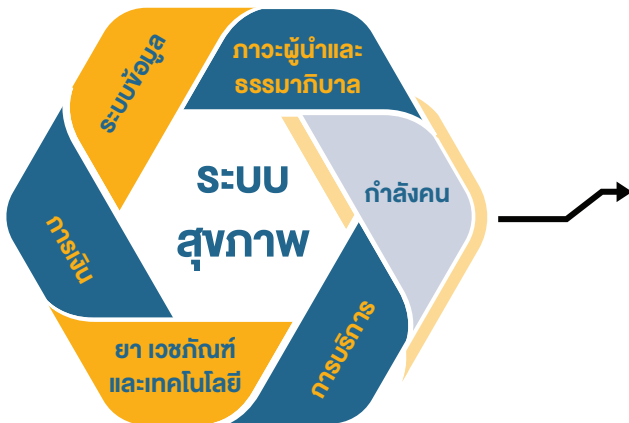 ภาวะผู้นำและ
ธรรมาภิบาล
ระบบข้อมูล
ระบบ
สุขภาพ
กำลังคน
การเงิน
การบริการ
ยา เวชภัณฑ์
และเทคโนโลยี